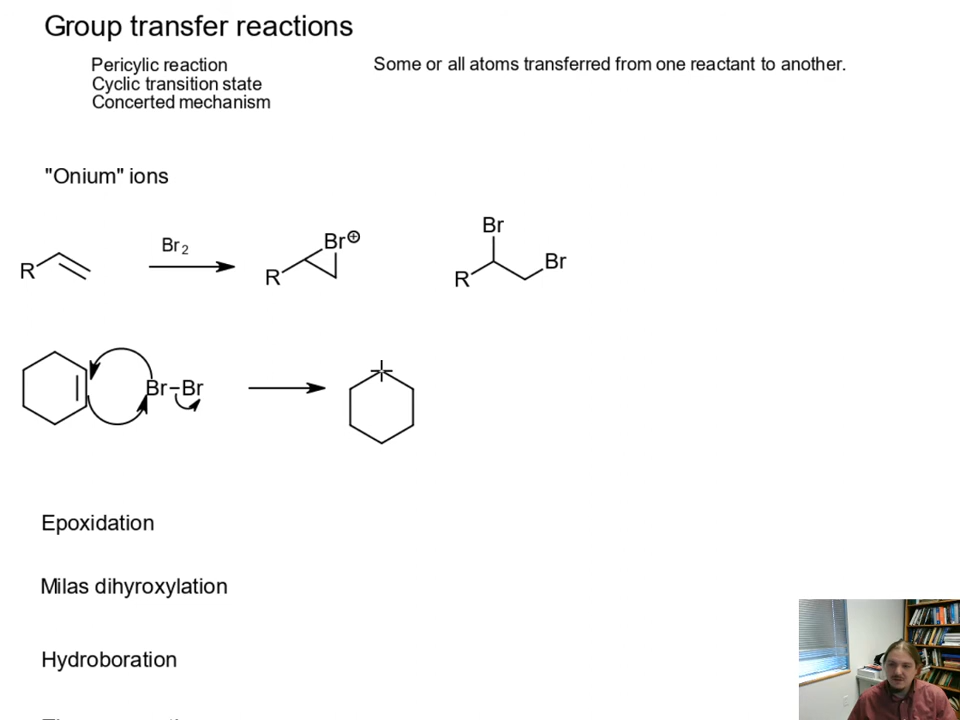 Group transfer reactions
Pericylic reaction
Some or all atoms transferred from one reactant to another.
Cyclic transition state
Concerted mechanism
"Onium" ions
R
Br2
R
Br⊕
R
Br
Br
Br-Br
Epoxidation
Milas dihyroxylation
Hydroboration